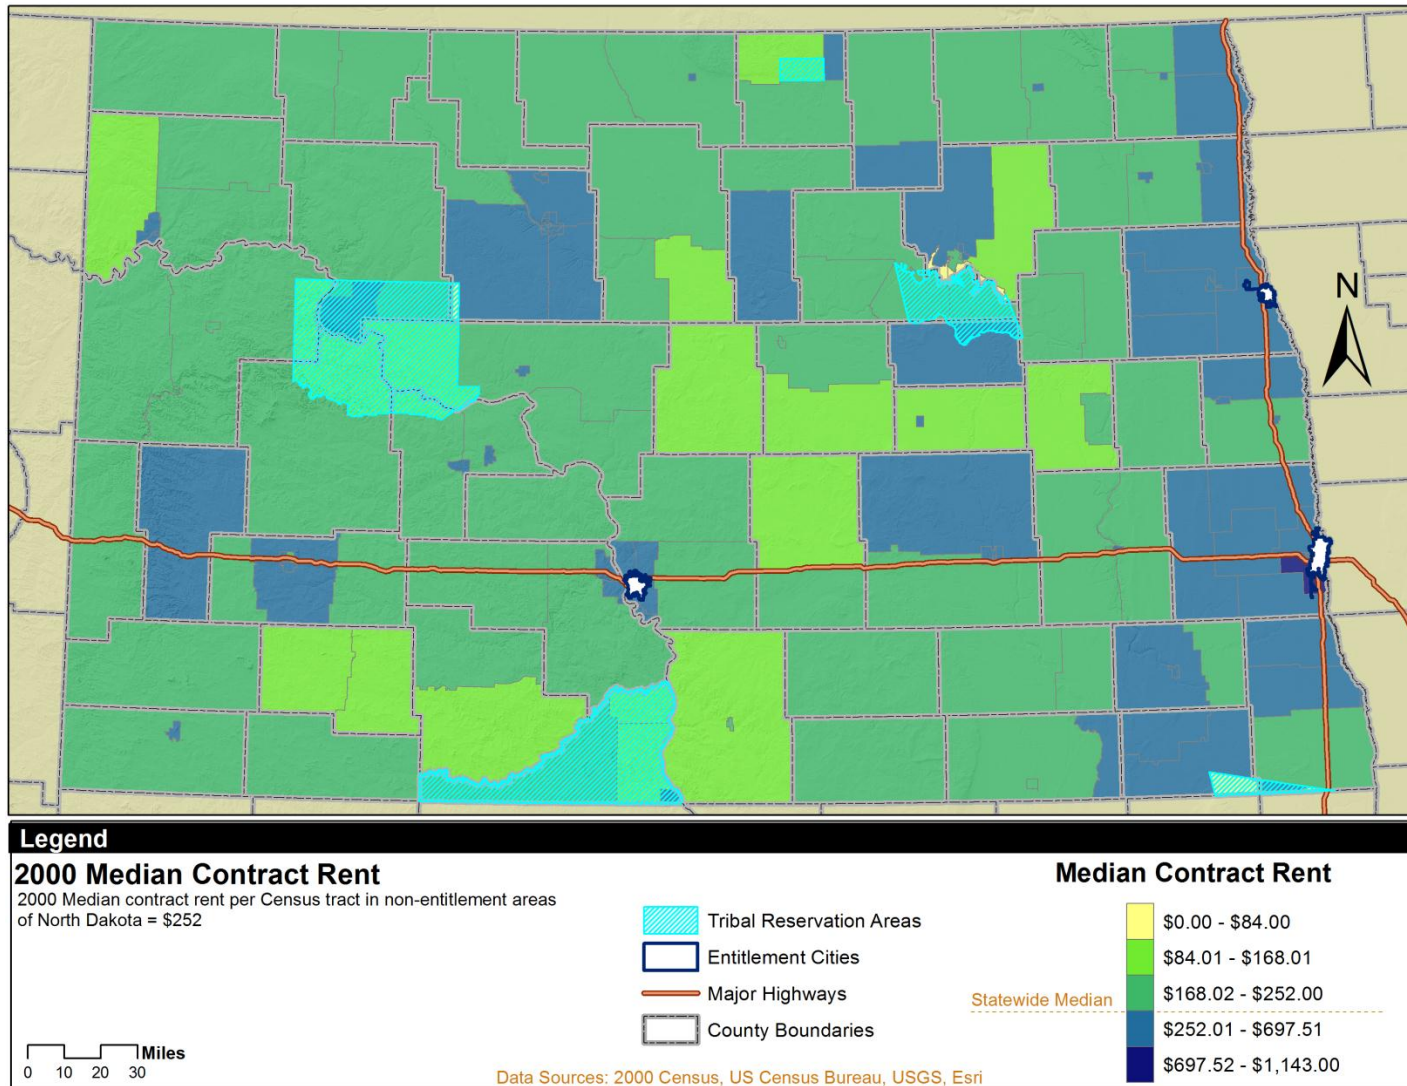 N
Legend
2000 Median Contract Rent
2000 Median contract rent per Census tract in non-entitlement areas
of North Dakota = $252
Tribal Reservation Areas
Entitlement Cities
Major Highways
County Boundaries
Median Contract Rent
$0.00 - $84.00
$84.01 - $168.01
$168.02 - $252.00
Statewide Median
$252.01 - $697.51
$697.52 - $1,143.00
Miles
0 10 20 30
Data Sources: 2000 Census, US Census Bureau, USGS, Esri